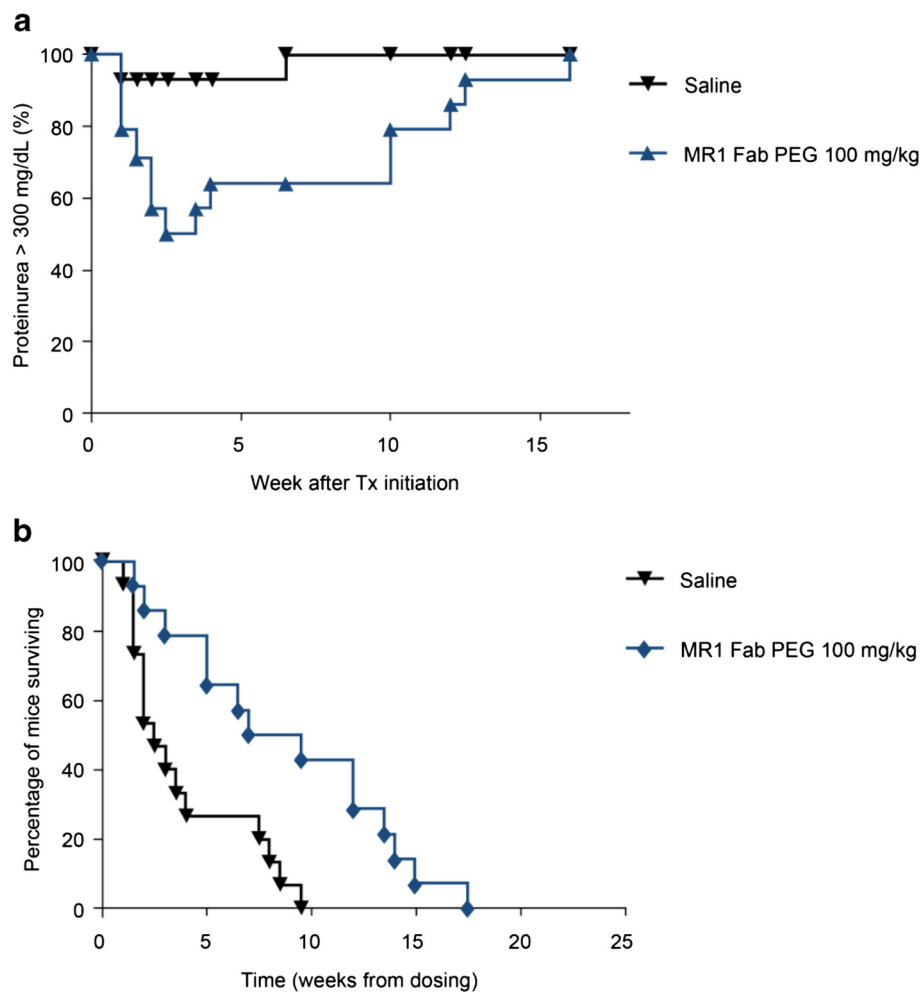 a
Proteinurea > 300 mg/dL (%)
100
80
60
40
20
0
0 5 10 15
Week after Tx initiation
Saline
MR1 Fab PEG 100 mg/kg
b
Percentage of mice surviving
100
80
60
40
20
0
0 5 10 15 20 25
Time (weeks from dosing)
Saline
MR1 Fab PEG 100 mg/kg